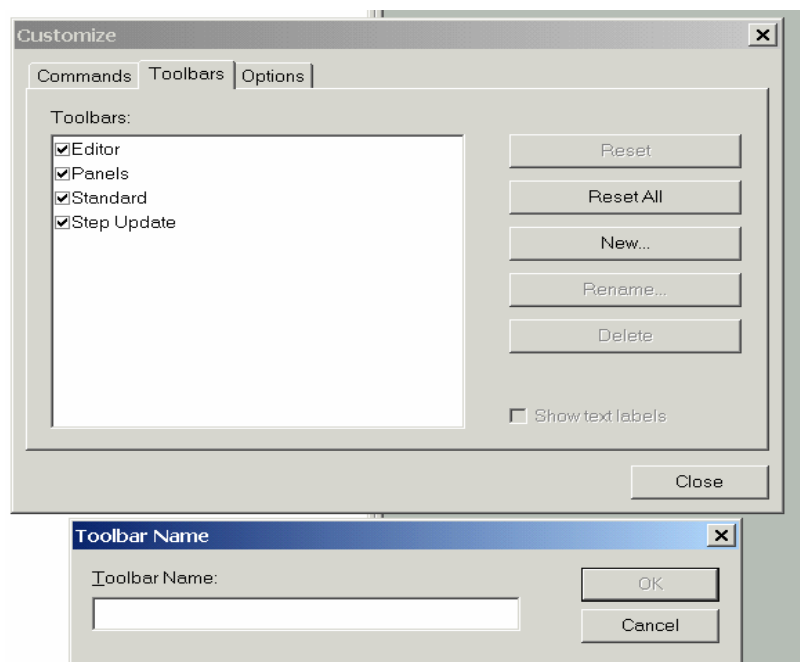 Customize
Commands Toolbars Options
Toolbars:
Editor
Panels
Standard
Step Update
Reset
Reset All
New...
Rename...
Delete
Show text labels
Close
Toolbar Name
Toolbar Name:
OK
Cancel